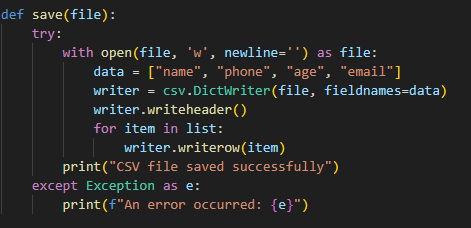 def save(file):
    try:
        with open(file, 'w', newline='') as file:
            data = ["name", "phone", "age", "email"]
            writer = csv.DictWriter(file, fieldnames=data)
            writer.writeheader()
            for item in list:
                writer.writerow(item)
        print("CSV file saved successfully")
    except Exception as e:
        print(f"An error occurred: {e}")